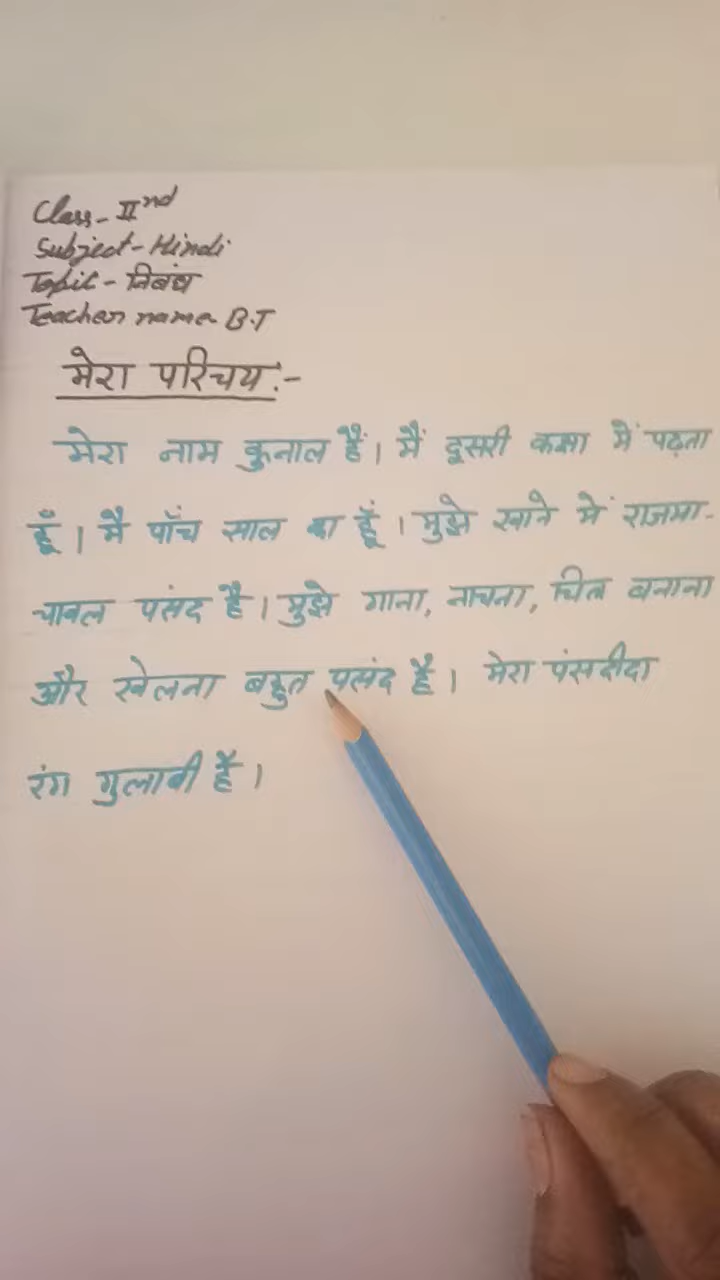 Class- IInd
Subject- Hindi
Topic - निबंध
Teacher name- B.T
मेरा परिचय :-
मेरा नाम कुनाल हैं। मैं दूसरी कक्षा में पढ़ता
हूँ। मै पाँच साल का हूँ। मुझे खाने में राजमा-
चावल पसंद है। मुझे गाना, नाचना, चित्र बनाना
और खेलना बहुत पसंद है। मेरा पंसदीदा
रंग गुलाबी है।